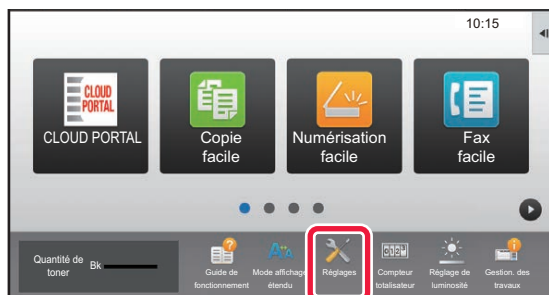 10:15
CLOUD
PORTAL
CLOUD PORTAL
Copie
facile
Numérisation
facile
Fax
facile
Quantité de
toner
Bk
Guide de
fonctionnement
Mode affichage
étendu
Réglages
Compteur
totalisateur
Réglage de
luminosité
Gestion. des
travaux